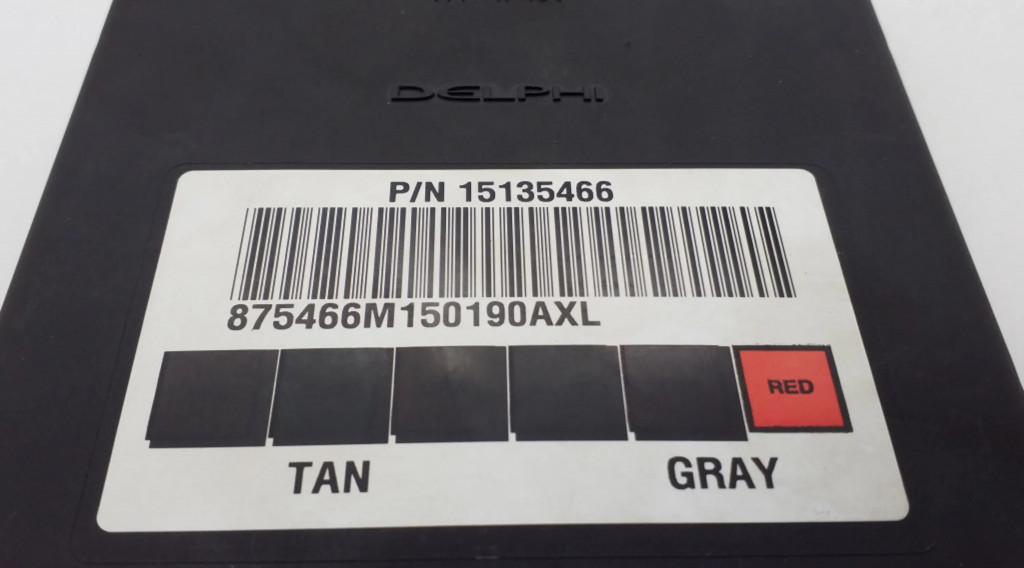 DELPHI
P/N 15135466
875466M150190AXL
RED
TAN GRAY